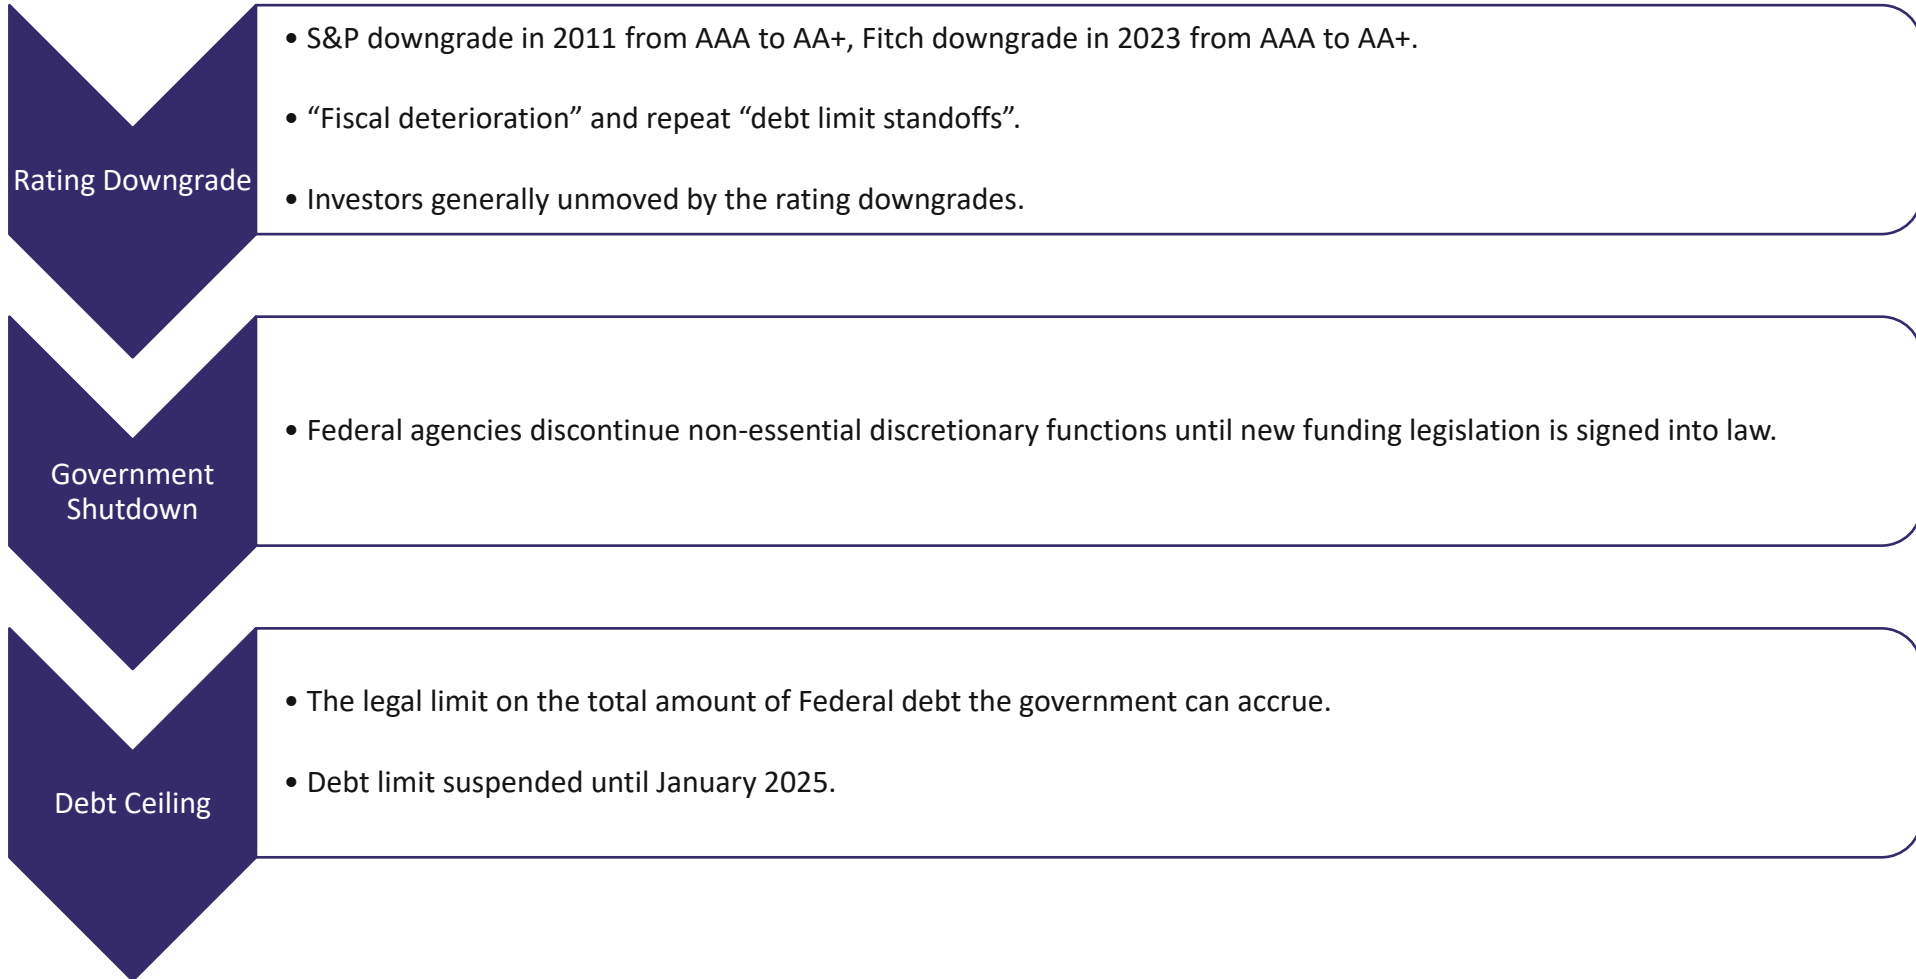 Rating Downgrade
• S&P downgrade in 2011 from AAA to AA+, Fitch downgrade in 2023 from AAA to AA+.
• “Fiscal deterioration” and repeat “debt limit standoffs”.
• Investors generally unmoved by the rating downgrades.
Government
Shutdown
• Federal agencies discontinue non-essential discretionary functions until new funding legislation is signed into law.
Debt Ceiling
• The legal limit on the total amount of Federal debt the government can accrue.
• Debt limit suspended until January 2025.